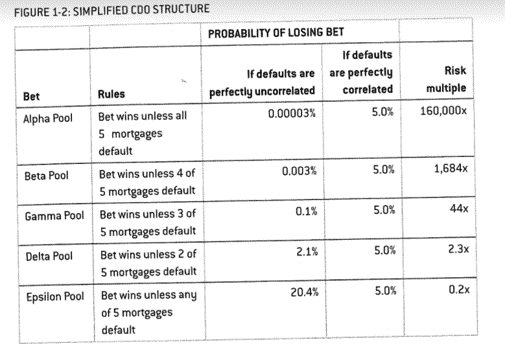 FIGURE 1-2: SIMPLIFIED CDO STRUCTURE
PROBABILITY OF LOSING BET
Bet
Rules
If defaults are
perfectly uncorrelated
If defaults
are perfectly
correlated
Risk
multiple
Alpha Pool
Bet wins unless all
5 mortgages
default
0.00003%
5.0%
160,000x
Beta Pool
Bet wins unless 4 of
5 mortgages default
0.003%
5.0%
1,684x
Gamma Pool
Bet wins unless 3 of
5 mortgages default
0.1%
5.0%
44x
Delta Pool
Bet wins unless 2 of
5 mortgages default
2.1%
5.0%
2.3x
Epsilon Pool
Bet wins unless any
of 5 mortgages
default
20.4%
5.0%
0.2x